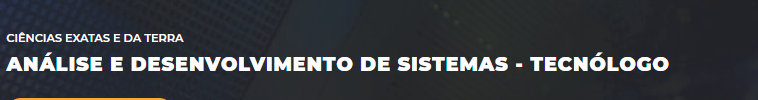 CIÊNCIAS EXATAS E DA TERRA
ANÁLISE E DESENVOLVIMENTO DE SISTEMAS - TECNÓLOGO